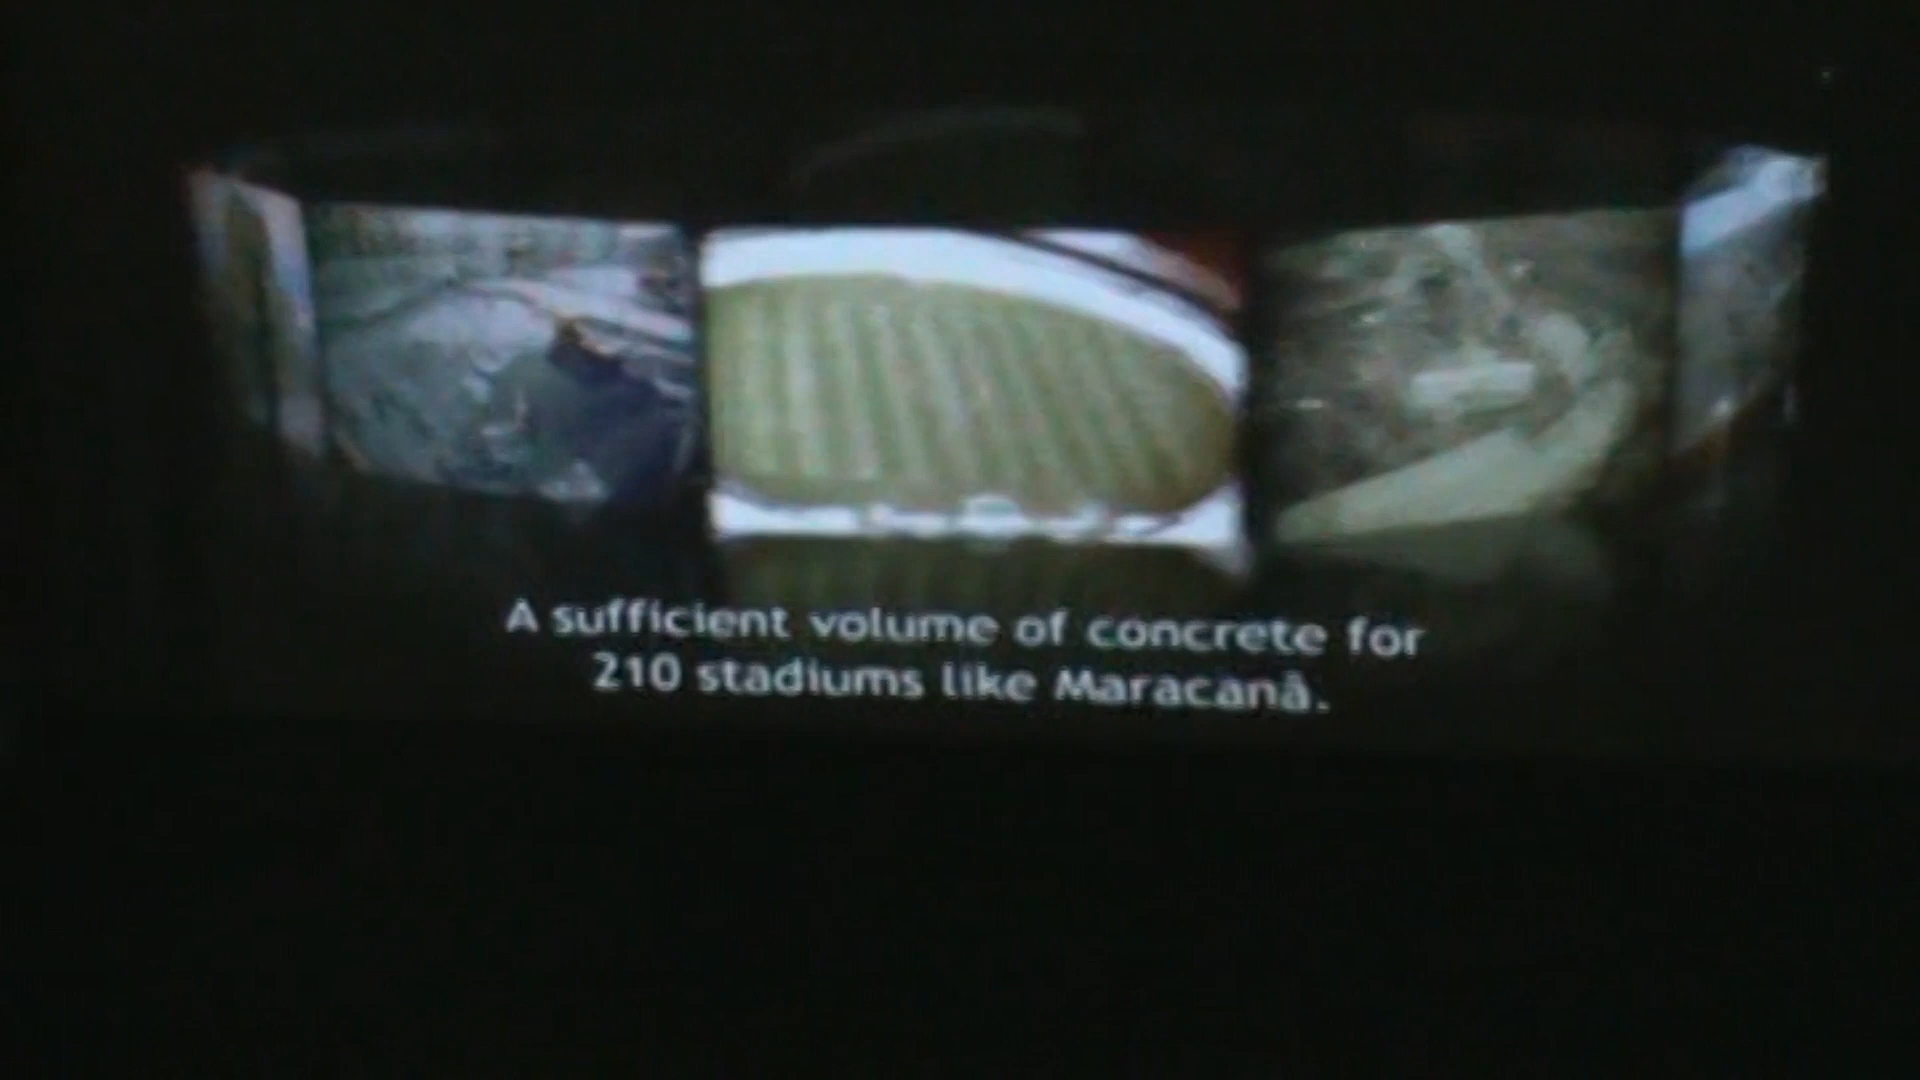 A sufficient volume of concrete for
210 stadiums like Maracanã.